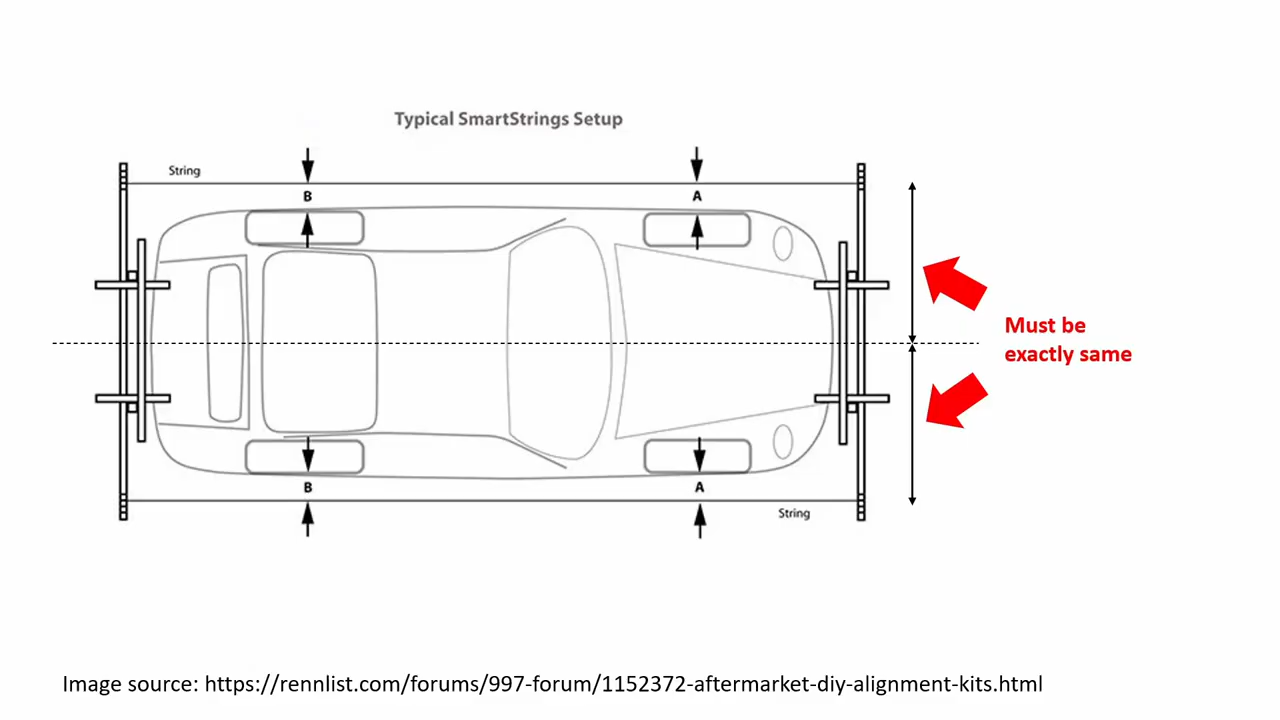 Typical SmartStrings Setup
String
B
A
Must be
exactly same
B
A
String
Image source: https://rennlist.com/forums/997-forum/1152372-aftermarket-diy-alignment-kits.html